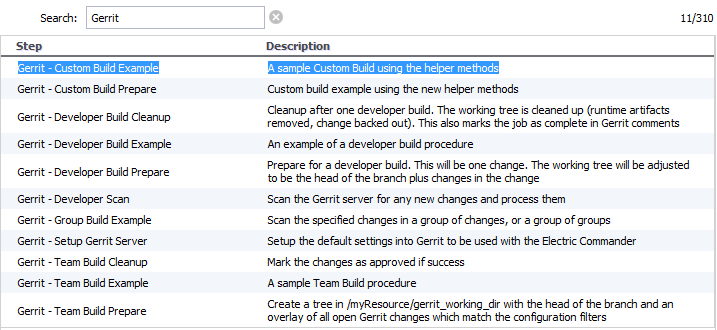 Search: Gerrit 11/310
Step Description
Gerrit - Custom Build Example A sample Custom Build using the helper methods
Gerrit - Custom Build Prepare Custom build example using the new helper methods
Gerrit - Developer Build Cleanup Cleanup after one developer build. The working tree is cleaned up (runtime artifacts
removed, change backed out). This also marks the job as complete in Gerrit comments
Gerrit - Developer Build Example An example of a developer build procedure
Gerrit - Developer Build Prepare Prepare for a developer build. This will be one change. The working tree will be adjusted
to be the head of the branch plus changes in the change
Gerrit - Developer Scan Scan the Gerrit server for any new changes and process them
Gerrit - Group Build Example Scan the specified changes in a group of changes, or a group of groups
Gerrit - Setup Gerrit Server Setup the default settings into Gerrit to be used with the Electric Commander
Gerrit - Team Build Cleanup Mark the changes as approved if success
Gerrit - Team Build Example A sample Team Build procedure
Gerrit - Team Build Prepare Create a tree in /myResource/gerrit_working_dir with the head of the branch and an
overlay of all open Gerrit changes which match the configuration filters